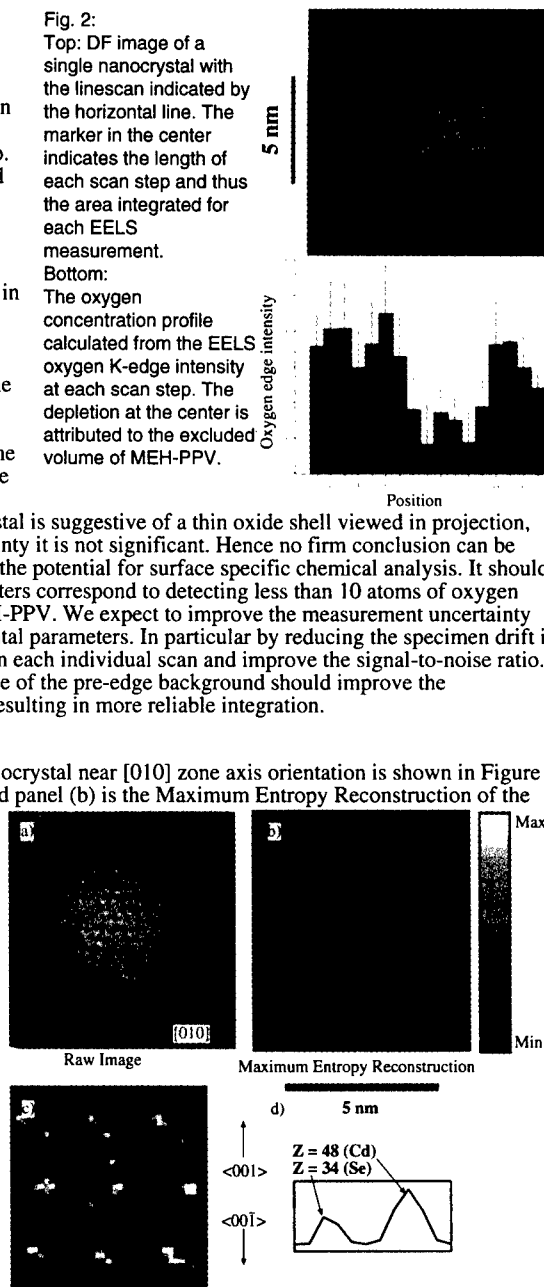 Fig. 2:
Top: DF image of a
single nanocrystal with
the linescan indicated by
the horizontal line. The
marker in the center
indicates the length of
each scan step and thus
the area integrated for
each EELS
measurement.
Bottom:
The oxygen
concentration profile
calculated from the EELS
oxygen K-edge intensity
at each scan step. The
depletion at the center is
attributed to the excluded
volume of MEH-PPV.
in
5 nm
Oxygen edge intensity
Position
stal is suggestive of a thin oxide shell viewed in projection,
inty it is not significant. Hence no firm conclusion can be
the potential for surface specific chemical analysis. It should
ters correspond to detecting less than 10 atoms of oxygen
I-PPV. We expect to improve the measurement uncertainty
tal parameters. In particular by reducing the specimen drift i
n each individual scan and improve the signal-to-noise ratio.
e of the pre-edge background should improve the
resulting in more reliable integration.
ocrystal near [010] zone axis orientation is shown in Figure
d panel (b) is the Maximum Entropy Reconstruction of the
a)
[010]
Raw Image
b)
Maximum Entropy Reconstruction
Max
Min
5 nm
c)
<001>
<001̄>
d)
Z = 48 (Cd)
Z = 34 (Se)